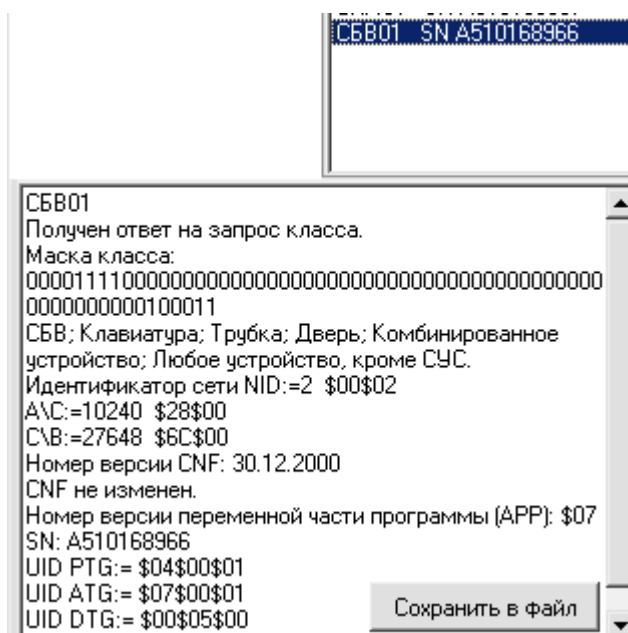 СБВ01 SN A510168966
СБВ01
Получен ответ на запрос класса.
Маска класса:
000011110000000000000000000000000000000000000000
0000000000100011
СБВ; Клавиатура; Трубка; Дверь; Комбинированное
устройство; Любое устройство, кроме СУС.
Идентификатор сети NID:=2 $00$02
A\C:=10240 $28$00
C\B:=27648 $6C$00
Номер версии CNF: 30.12.2000
CNF не изменен.
Номер версии переменной части программы (APP): $07
SN: A510168966
UID PTG:= $04$00$01
UID ATG:= $07$00$01
UID DTG:= $00$05$00
Сохранить в файл